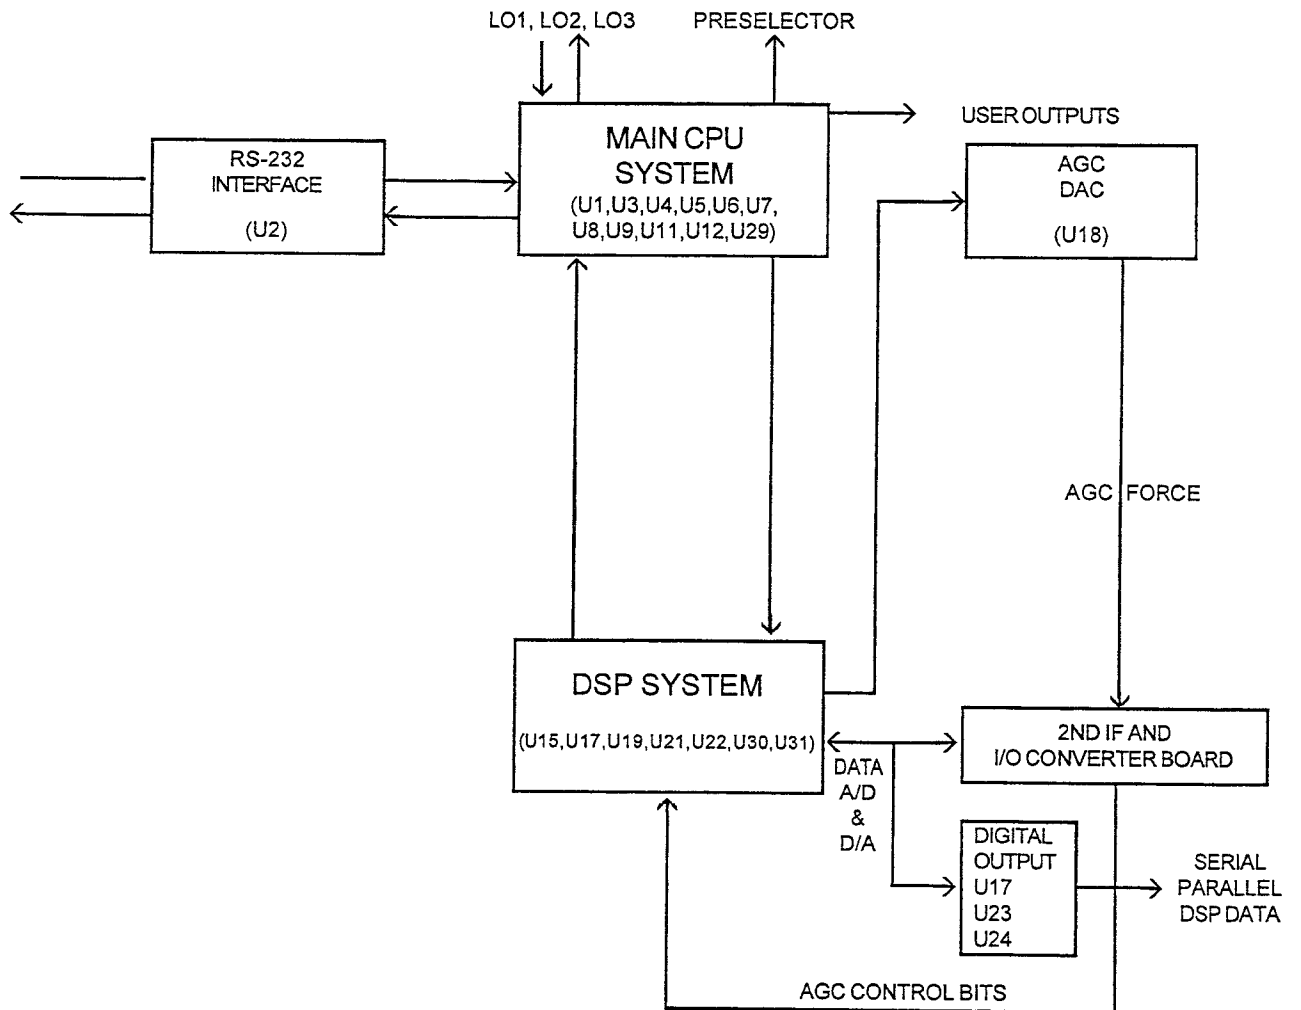 LO1, LO2, LO3
PRESELECTOR
USER OUTPUTS
RS-232
INTERFACE
(U2)
MAIN CPU
SYSTEM
(U1,U3,U4,U5,U6,U7,
U8,U9,U11,U12,U29)
AGC
DAC
(U18)
AGC FORCE
DSP SYSTEM
(U15,U17,U19,U21,U22,U30,U31)
2ND IF AND
I/O CONVERTER BOARD
DATA
A/D
&
D/A
DIGITAL
OUTPUT
U17
U23
U24
SERIAL
PARALLEL
DSP DATA
AGC CONTROL BITS